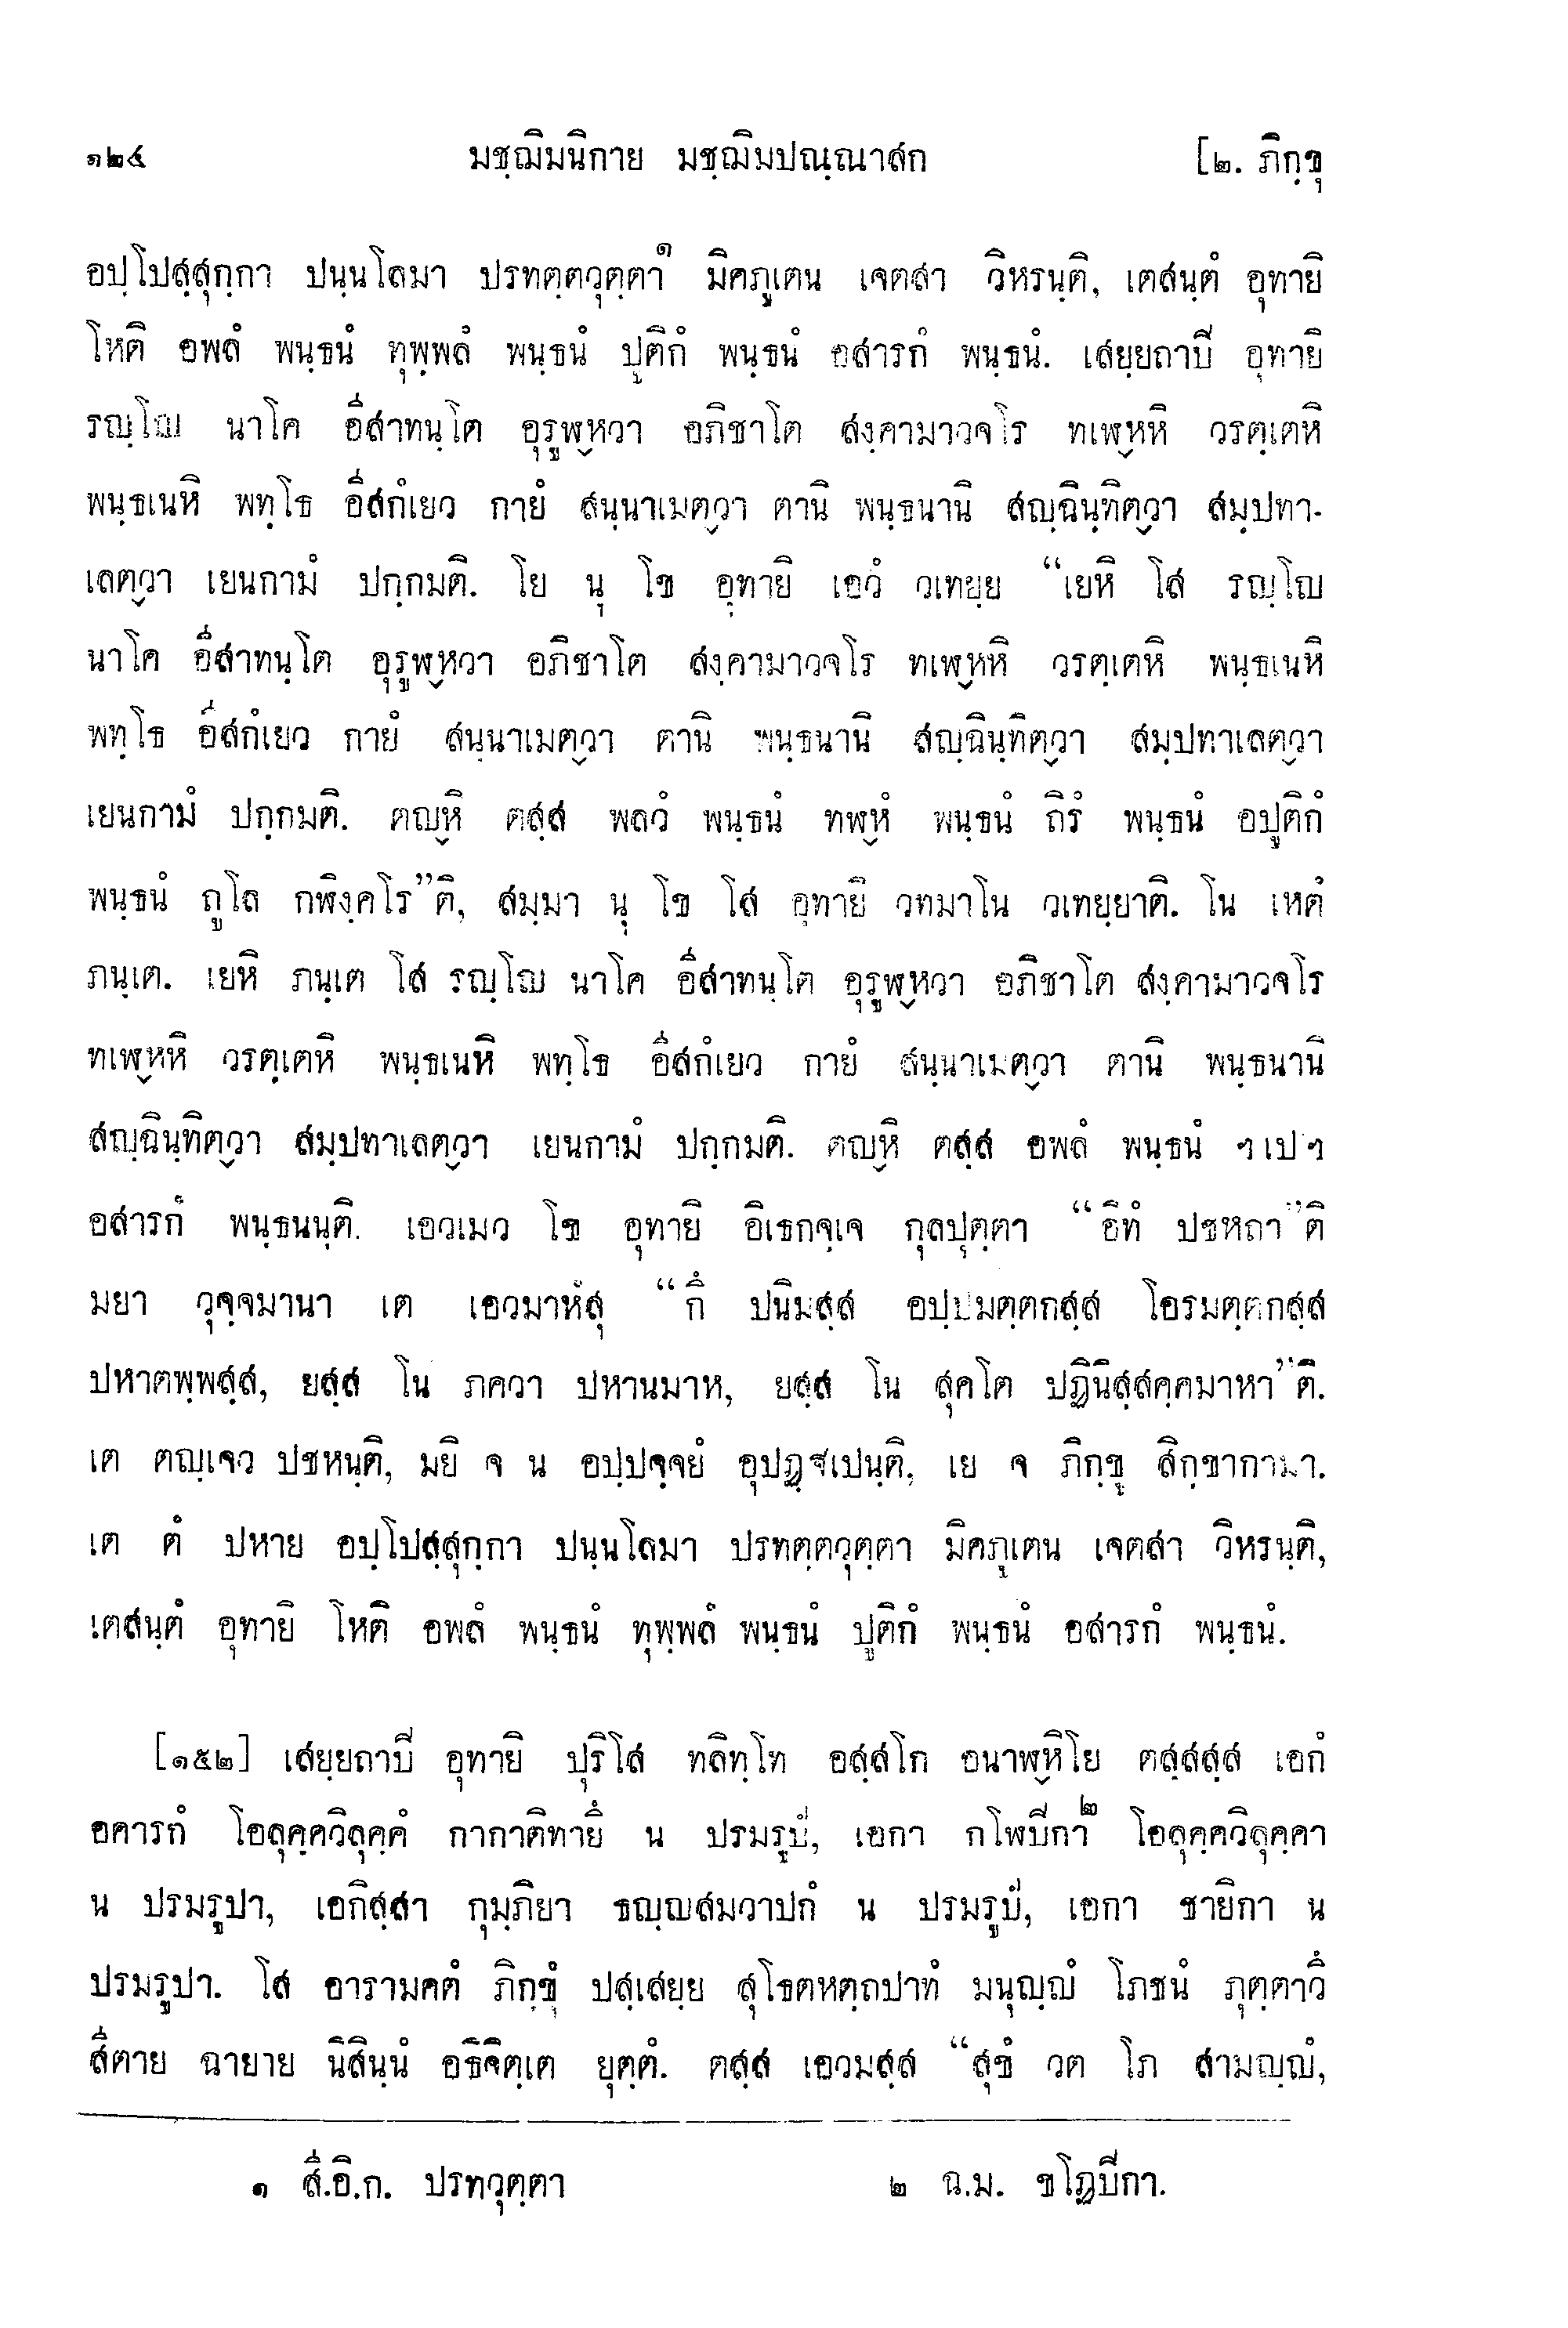 ๑๒๔ มชฺฌิมนิกาย มชฺฌิมปณฺณาสก [๒. ภิกฺขุ
อปฺโปสฺสุกฺกา ปนฺนโลมา ปรทตฺตวุตฺตา๑ มิคภูเตน เจตสา วิหรนฺติ, เตสนฺตํ อุทายิ
โหติ อพลํ พนฺธนํ ทุพฺพลํ พนฺธนํ ปูติกํ พนฺธนํ อสารกํ พนฺธนํ. เสยฺยถาปิ อุทายิ
รญฺโญ นาโค อีสาทนฺโต อุรูฬฺหวา อภิชาโต สงฺคามาวจโร ทเฬฺหหิ วรตฺเตหิ
พนฺธเนหิ พทฺโธ อีสกํเยว กายํ สนฺนาเมตฺวา ตานิ พนฺธนานิ สญฺฉินฺทิตฺวา สมฺปทา-
เลตฺวา เยนกามํ ปกฺกมติ. โย นุ โข อุทายิ เอวํ วเทยฺย “เยหิ โส รญฺโญ
นาโค อีสาทนฺโต อุรูฬฺหวา อภิชาโต สงฺคามาวจโร ทเฬฺหหิ วรตฺเตหิ พนฺธเนหิ
พทฺโธ อีสกํเยว กายํ สนฺนาเมตฺวา ตานิ พนฺธนานิ สญฺฉินฺทิตฺวา สมฺปทาเลตฺวา
เยนกามํ ปกฺกมติ. ตญฺหิ ตสฺส พลวํ พนฺธนํ ทฬฺหํ พนฺธนํ ถิรํ พนฺธนํ อปูติกํ
พนฺธนํ ถูโล กลิงฺคโร”ติ, สมฺมา นุ โข โส อุทายิ วทมาโน วเทยฺยาติ. โน เหตํ
ภนฺเต. เยหิ ภนฺเต โส รญฺโญ นาโค อีสาทนฺโต อุรูฬฺหวา อภิชาโต สงฺคามาวจโร
ทเฬฺหหิ วรตฺเตหิ พนฺธเนหิ พทฺโธ อีสกํเยว กายํ สนฺนาเมตฺวา ตานิ พนฺธนานิ
สญฺฉินฺทิตฺวา สมฺปทาเลตฺวา เยนกามํ ปกฺกมติ. ตญฺหิ ตสฺส อพลํ พนฺธนํ ฯเปฯ
อสารกํ พนฺธนนฺติ. เอวเมว โข อุทายิ อิเธกจฺเจ กุลปุตฺตา “อิทํ ปชหถา”ติ
มยา วุจฺจมานา เต เอวมาหํสุ “กึ ปนิมสฺส อปฺปมตฺตกสฺส โอรมตฺตกสฺส
ปหาตพฺพสฺส, ยสฺส โน ภควา ปหานมาห, ยสฺส โน สุคโต ปฏินิสฺสคฺคมาหา”ติ.
เต ตญฺเจว ปชหนฺติ, มยิ จ น อปฺปจฺจยํ อุปฏฺฐเปนฺติ, เย จ ภิกฺขู สิกฺขากามา.
เต ตํ ปหาย อปฺโปสฺสุกฺกา ปนฺนโลมา ปรทตฺตวุตฺตา มิคภูเตน เจตสา วิหรนฺติ,
เตสนฺตํ อุทายิ โหติ อพลํ พนฺธนํ ทุพฺพลํ พนฺธนํ ปูติกํ พนฺธนํ อสารกํ พนฺธนํ.
[๑๕๒] เสยฺยถาปิ อุทายิ ปุริโส ทลิทฺโท อสฺสโก อนาฬฺหิโย ตสฺสสฺส เอกํ
อคารกํ โอลุคฺควิลุคฺคํ กากาติทายึ น ปรมรูปํ, เอกา กโฬปิกา๒ โอลุคฺควิลุคฺคา
น ปรมรูปา, เอกิสฺสา กุมฺภิยา ธญฺญสมวาปกํ น ปรมรูปํ, เอกา ชายิกา น
ปรมรูปา. โส อารามคตํ ภิกฺขุํ ปสฺเสยฺย สุโธตหตฺถปาทํ มนุญฺญํ โภชนํ ภุตฺตาวึ
สีตาย ฉายาย นิสินฺนํ อธิจิตฺเต ยุตฺตํ. ตสฺส เอวมสฺส “สุขํ วต โภ สามญฺญํ,
๑ สี.อิ.ก. ปรทวุตฺตา ๒ ฉ.ม. ขโฏปิกา.